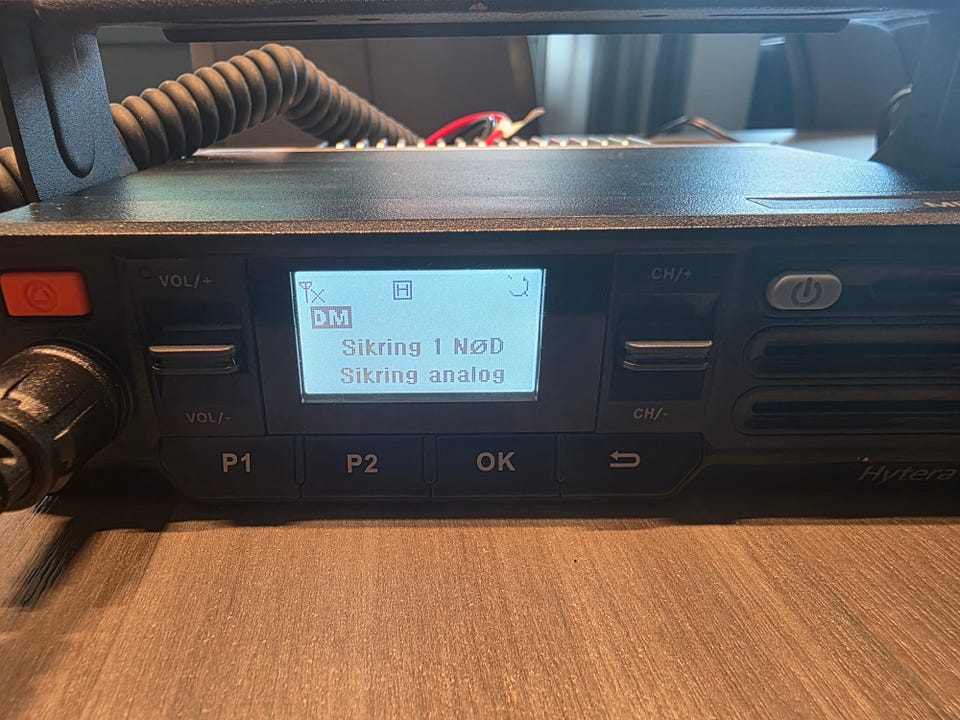 VOL/+
CH/+
H
DM
Sikring 1 NØD
Sikring analog
VOL/-
CH/-
P1 P2 OK
Hytera